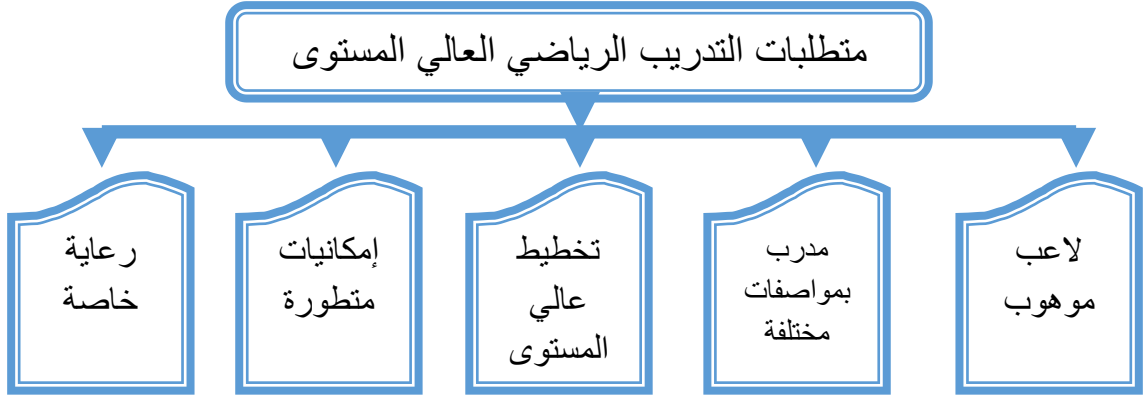 متطلبات التدريب الرياضي العالي المستوى
لاعب
موهوب
مدرب
بمواصفات
مختلفة
تخطيط
عالي
المستوى
إمكانيات
متطورة
رعاية
خاصة